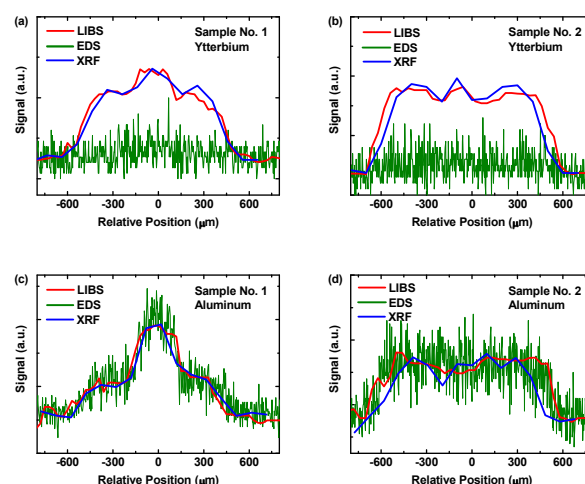 (a)
LIBS
EDS
XRF
Sample No. 1
Ytterbium
Signal (a.u.)
-600 -300 0 300 600
Relative Position (μm)
(b)
LIBS
EDS
XRF
Sample No. 2
Ytterbium
Signal (a.u.)
-600 -300 0 300 600
Relative Position (μm)
(c)
LIBS
EDS
XRF
Sample No. 1
Aluminum
Signal (a.u.)
-600 -300 0 300 600
Relative Position (μm)
(d)
LIBS
EDS
XRF
Sample No. 2
Aluminum
Signal (a.u.)
-600 -300 0 300 600
Relative Position (μm)